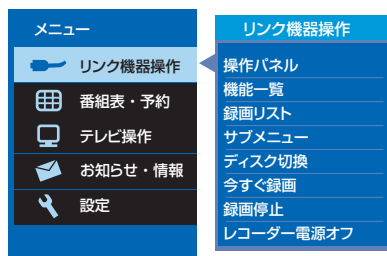 メニュー
リンク機器操作
番組表・予約
テレビ操作
お知らせ・情報
設定
リンク機器操作
操作パネル
機能一覧
録画リスト
サブメニュー
ディスク切換
今すぐ録画
録画停止
レコーダー電源オフ